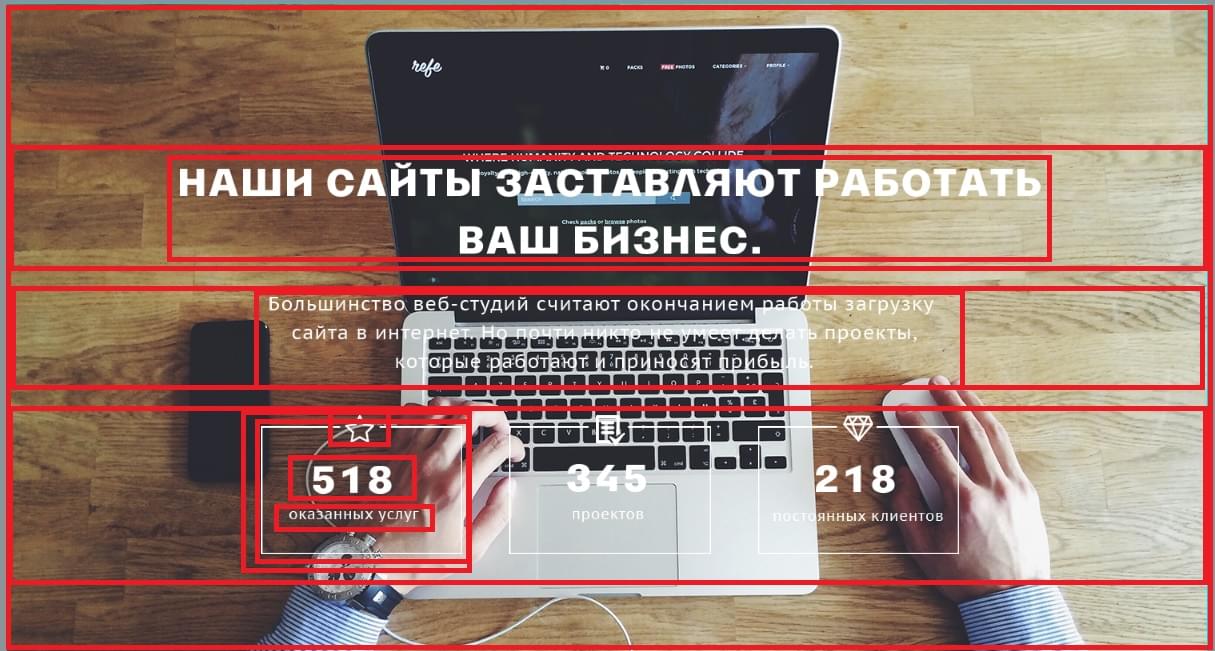 refe
0
PACKS
FREE PHOTOS
CATEGORIES
PROFILE
WHERE HUMANITY AND TECHNOLOGY COLLIDE
НАШИ САЙТЫ ЗАСТАВЛЯЮТ РАБОТАТЬ
SEARCH
Check packs or browse photos
ВАШ БИЗНЕС.
Большинство веб-студий считают окончанием работы загрузку
сайта в интернет. Но почти никто не умеет делать проекты,
которые работают и приносят прибыль.
518
345
218
оказанных услуг
проектов
постоянных клиентов